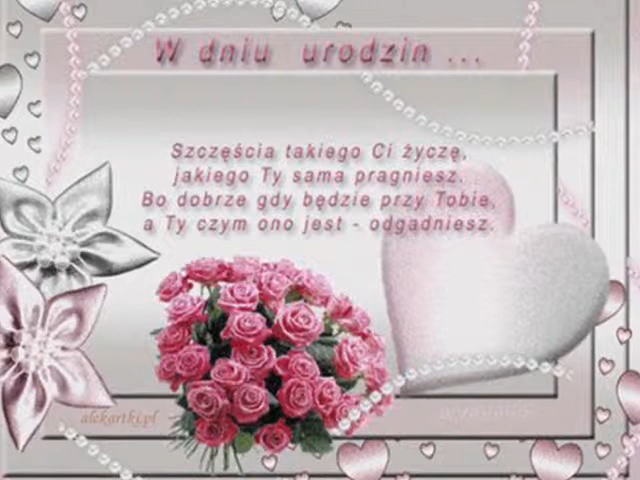 W dniu urodzin ...
Szczęścia takiego Ci życzę,
jakiego Ty sama pragniesz.
Bo dobrze gdy będzie przy Tobie,
a Ty czym ono jest - odgadniesz.
alekartki.pl